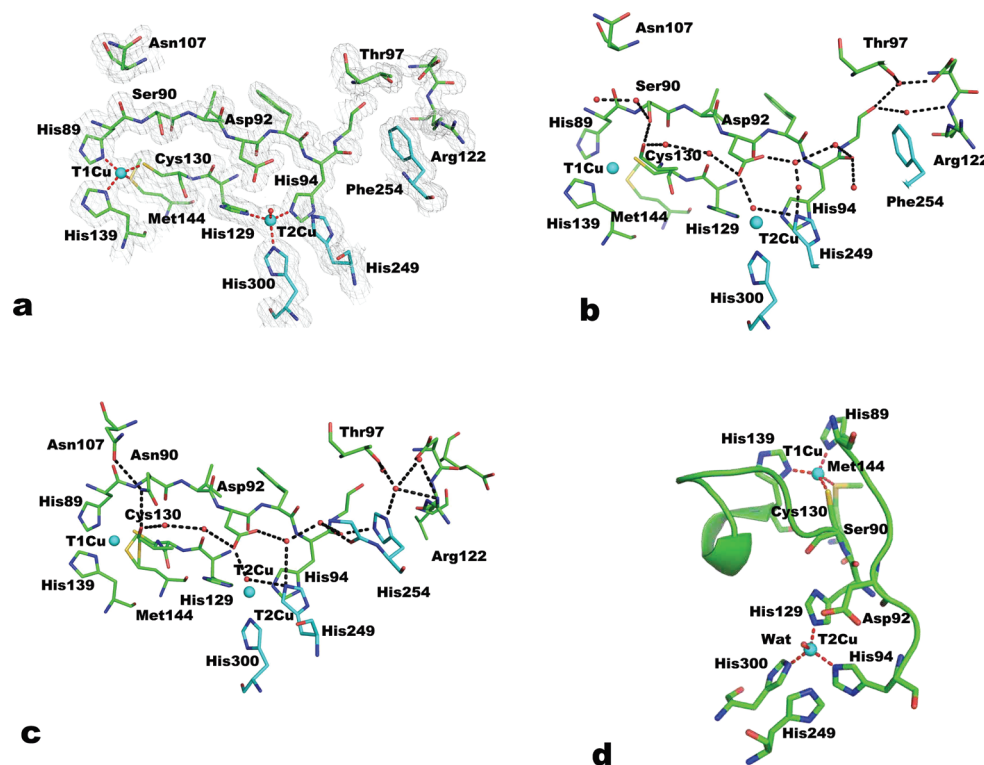 Asn107
Thr97
Ser90
Asp92
His89
Arg122
T1Cu
Cys130
His94
Phe254
Met144
His139
His129
T2Cu
His249
His300
a
b
Asn107
Thr97
Ser90
His89
Asp92
T1Cu
Cys130
Arg122
Phe254
His94
His139
Met144
His129
T2Cu
His249
His300
Asn107
Thr97
Asn90
Asp92
His89
Cys130
T1Cu
Arg122
T2Cu
His94
His139
His254
Met144
His129
T2Cu
His249
His300
c
His89
His139
T1Cu
Met144
Cys130
Ser90
His129
Asp92
Wat
T2Cu
His300
His94
His249
d